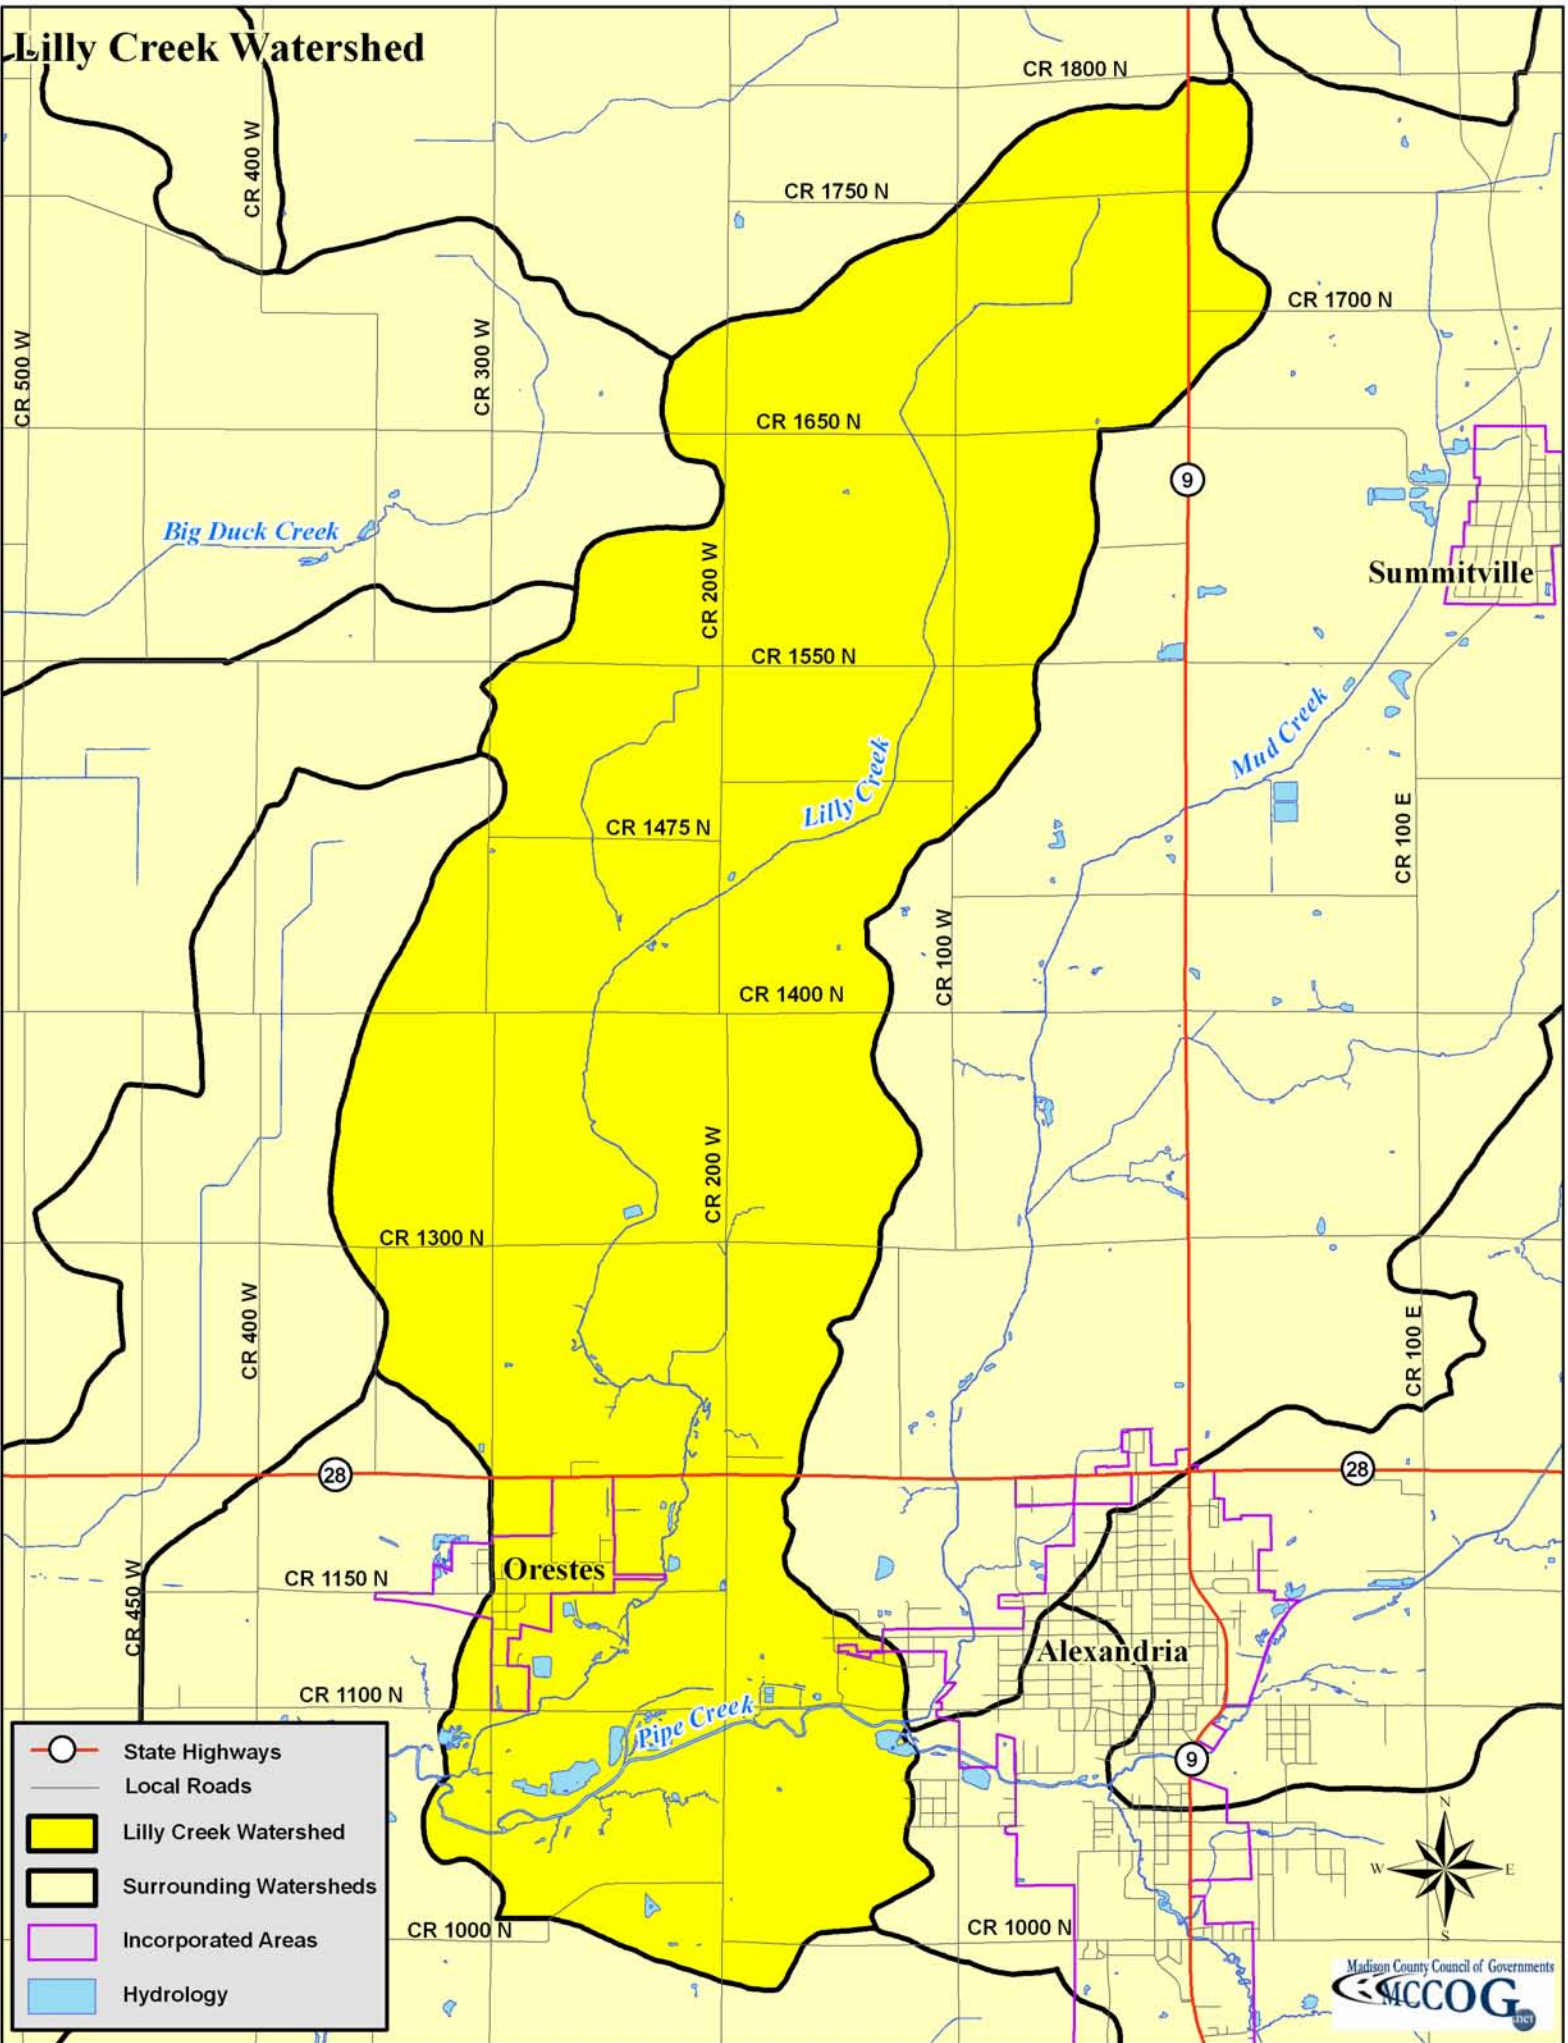 Lilly Creek Watershed
CR 1800 N
CR 400 W
CR 1750 N
CR 1700 N
CR 500 W
CR 300 W
CR 1650 N
9
Big Duck Creek
Summitville
CR 200 W
CR 1550 N
Mud Creek
Lilly Creek
CR 1475 N
CR 100 E
CR 100 W
CR 1400 N
CR 200 W
CR 1300 N
CR 400 W
CR 100 E
28
28
Orestes
CR 1150 N
CR 450 W
Alexandria
CR 1100 N
Pipe Creek
9
State Highways
Local Roads
Lilly Creek Watershed
Surrounding Watersheds
Incorporated Areas
Hydrology
CR 1000 N
CR 1000 N
N
W
E
S
Madison County Council of Governments
MCCOG
.net